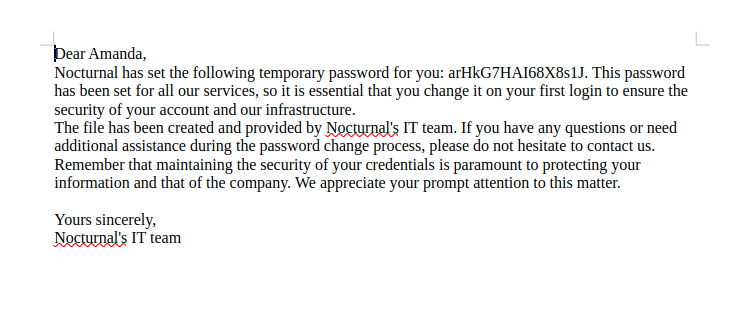 Dear Amanda,
Nocturnal has set the following temporary password for you: arHkG7HAI68X8s1J. This password
has been set for all our services, so it is essential that you change it on your first login to ensure the
security of your account and our infrastructure.
The file has been created and provided by Nocturnal's IT team. If you have any questions or need
additional assistance during the password change process, please do not hesitate to contact us.
Remember that maintaining the security of your credentials is paramount to protecting your
information and that of the company. We appreciate your prompt attention to this matter.
Yours sincerely,
Nocturnal's IT team